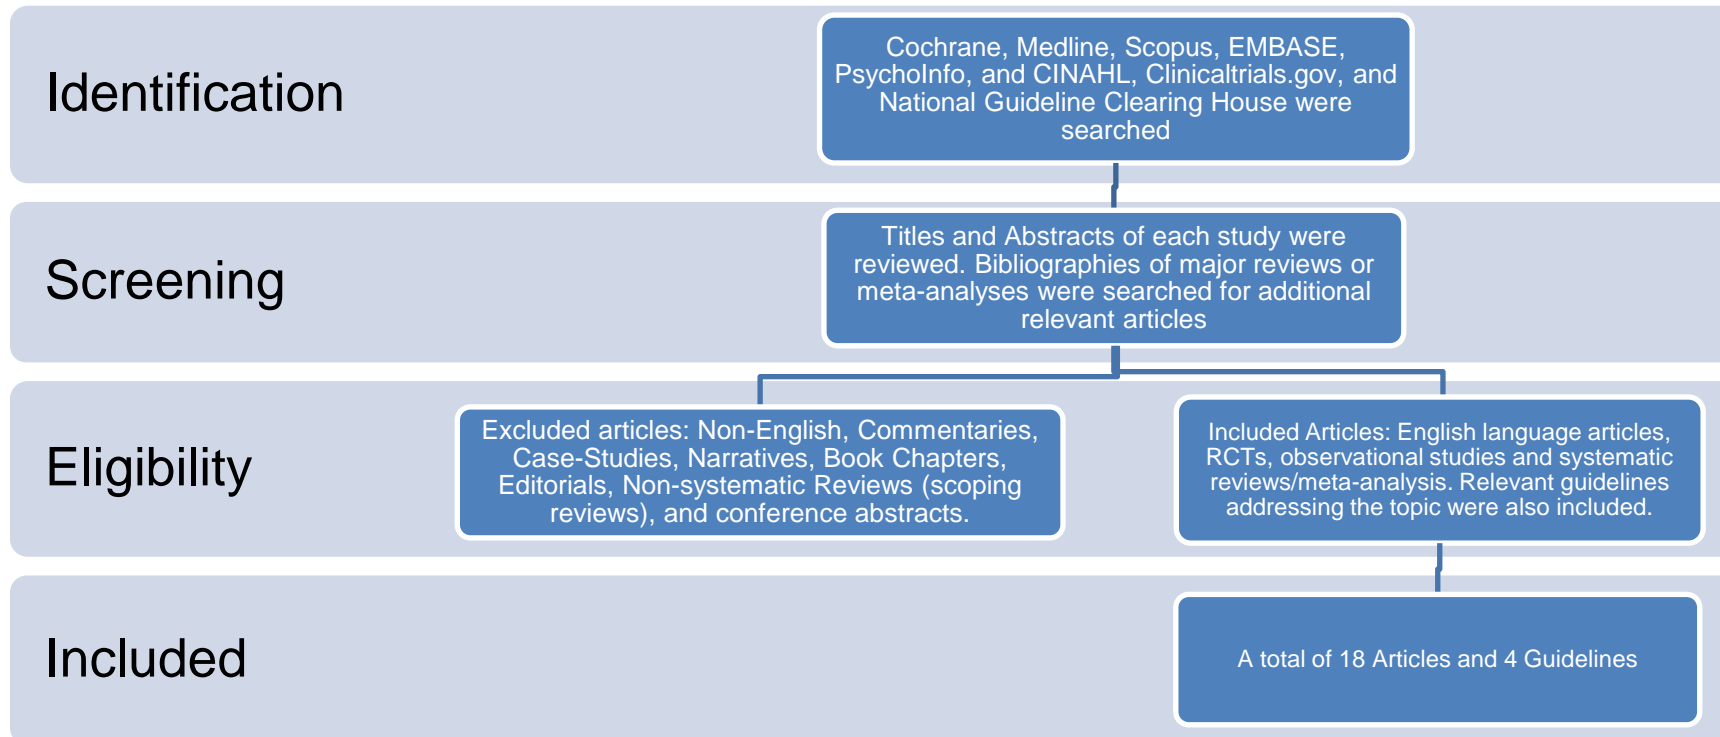 Identification
Cochrane, Medline, Scopus, EMBASE,
PsychoInfo, and CINAHL, Clinicaltrials.gov, and
National Guideline Clearing House were
searched
Screening
Titles and Abstracts of each study were
reviewed. Bibliographies of major reviews or
meta-analyses were searched for additional
relevant articles
Eligibility
Excluded articles: Non-English, Commentaries,
Case-Studies, Narratives, Book Chapters,
Editorials, Non-systematic Reviews (scoping
reviews), and conference abstracts.
Included Articles: English language articles,
RCTs, observational studies and systematic
reviews/meta-analysis. Relevant guidelines
addressing the topic were also included.
Included
A total of 18 Articles and 4 Guidelines